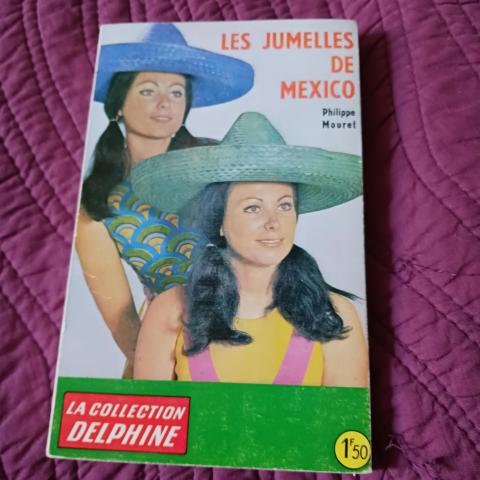 LES JUMELLES
DE
MEXICO
Philippe
Mouret
LA COLLECTION
DELPHINE
1F50